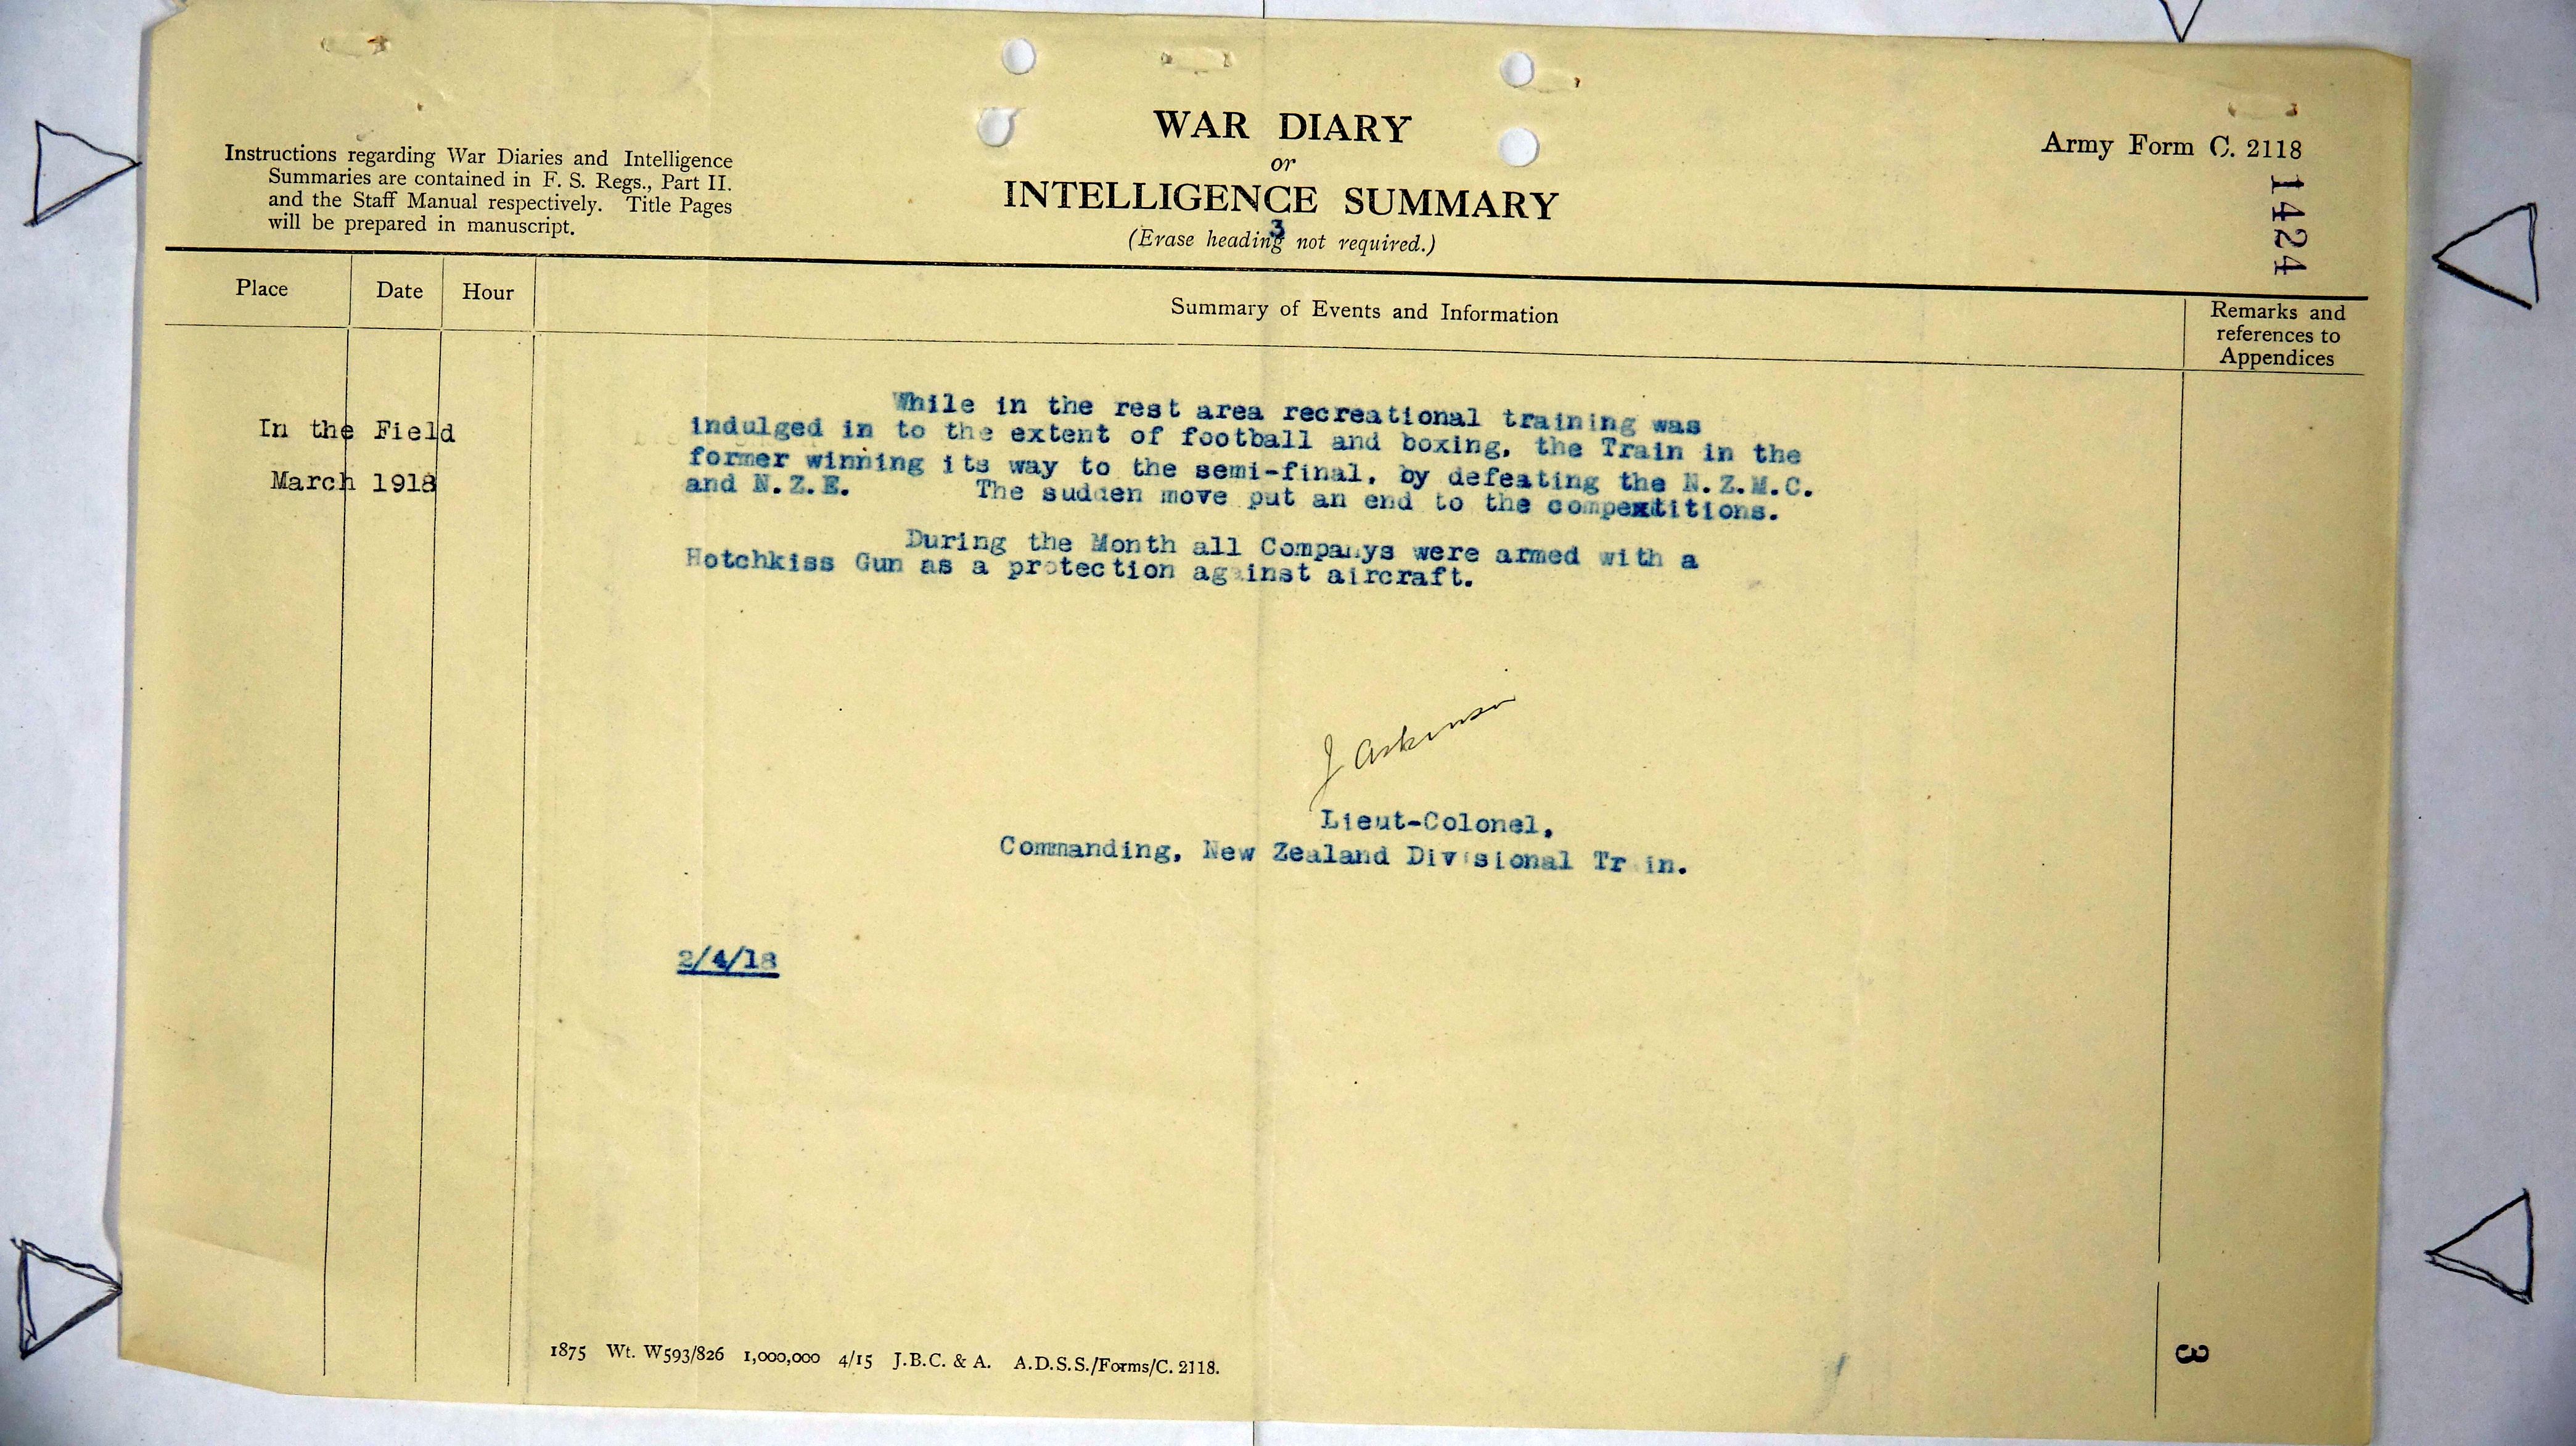 WAR DIARY
or
INTELLIGENCE SUMMARY
3
(Erase heading not required.)
Instructions regarding War Diaries and Intelligence
Summaries are contained in F. S. Regs., Part II.
and the Staff Manual respectively. Title Pages
will be prepared in manuscript.
Army Form C. 2118
1424
Place
Date
Hour
Summary of Events and Information
Remarks and
references to
Appendices
In the Field
March 1918
While in the rest area recreational training was
indulged in to the extent of football and boxing, the Train in the
former winning its way to the semi-final, by defeating the N.Z.M.C.
and N.Z.E. The sudden move put an end to the competitions.
During the Month all Companys were armed with a
Hotchkiss Gun as a protection against aircraft.
Lieut-Colonel,
Commanding, New Zealand Divisional Train.
2/4/18
1875 Wt. W593/826 1,000,000 4/15 J.B.C. & A. A.D.S.S./Forms/C. 2118.
3